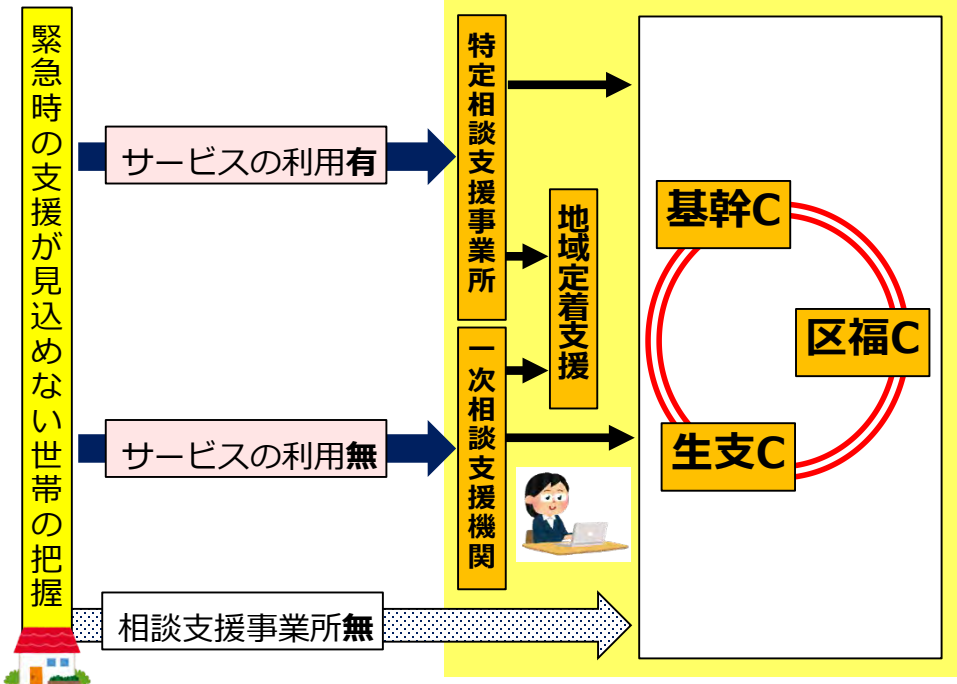 緊急時の支援が見込めない世帯の把握
サービスの利用有
サービスの利用無
相談支援事業所無
特定相談支援事業所
一次相談支援機関
地域定着支援
基幹C
区福C
生支C